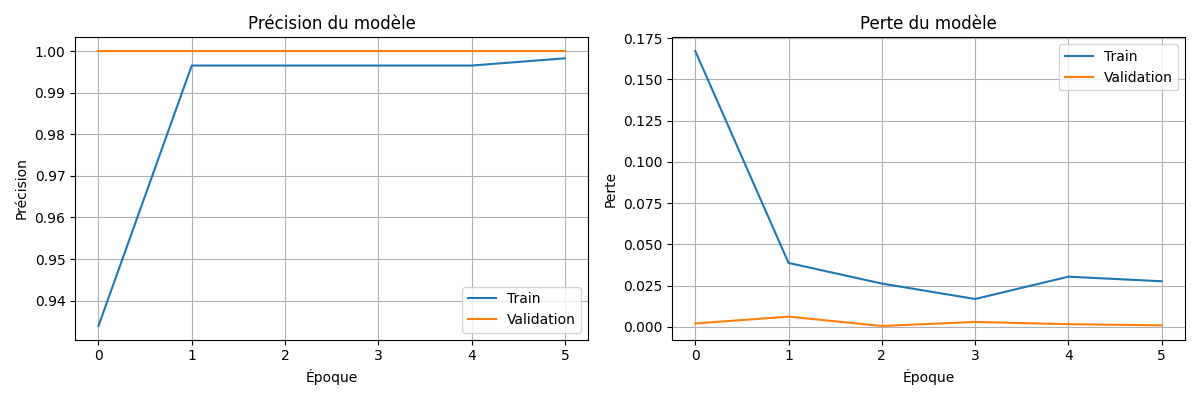 Précision du modèle
Précision
1.00
0.99
0.98
0.97
0.96
0.95
0.94
0 1 2 3 4 5
Époque
Train
Validation
Perte du modèle
Perte
0.175
0.150
0.125
0.100
0.075
0.050
0.025
0.000
0 1 2 3 4 5
Époque
Train
Validation